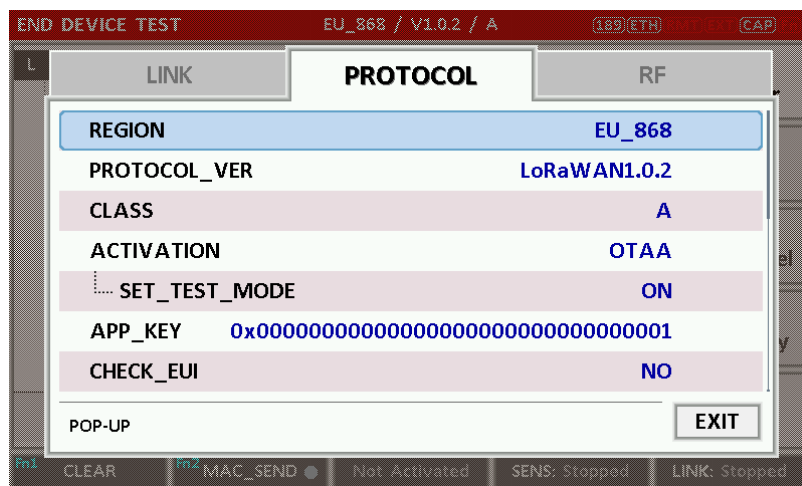 END DEVICE TEST EU_868 / V1.0.2 / A ETH CAP
L
LINK PROTOCOL RF
REGION EU_868
PROTOCOL_VER LoRaWAN1.0.2
CLASS A
ACTIVATION OTAA
SET_TEST_MODE ON
APP_KEY 0x00000000000000000000000000000001
CHECK_EUI NO
POP-UP EXIT
Fn1 CLEAR Fn2 MAC_SEND Not Activated SENS: Stopped LINK: Stopped